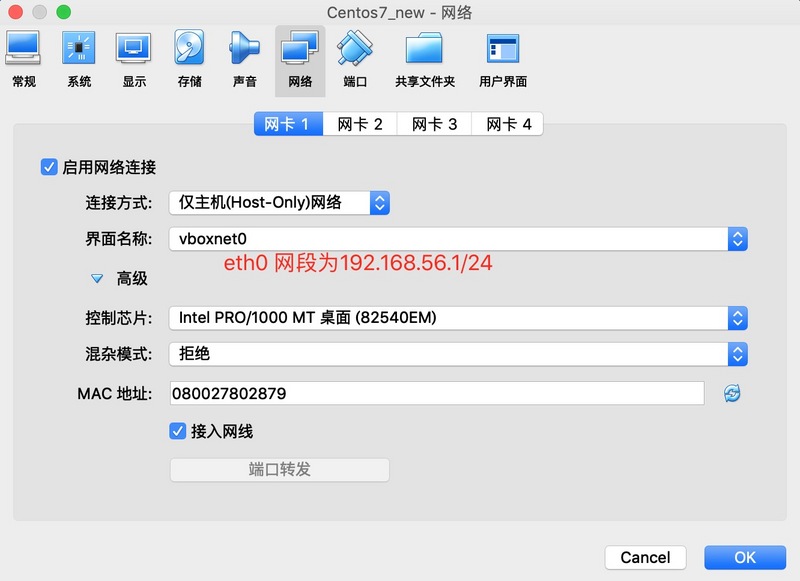 Centos7_new - 网络
常规 系统 显示 存储 声音 网络 端口 共享文件夹 用户界面
网卡 1 网卡 2 网卡 3 网卡 4
启用网络连接
连接方式: 仅主机(Host-Only)网络
界面名称: vboxnet0
eth0 网段为192.168.56.1/24
高级
控制芯片: Intel PRO/1000 MT 桌面 (82540EM)
混杂模式: 拒绝
MAC 地址: 080027802879
接入网线
端口转发
Cancel OK